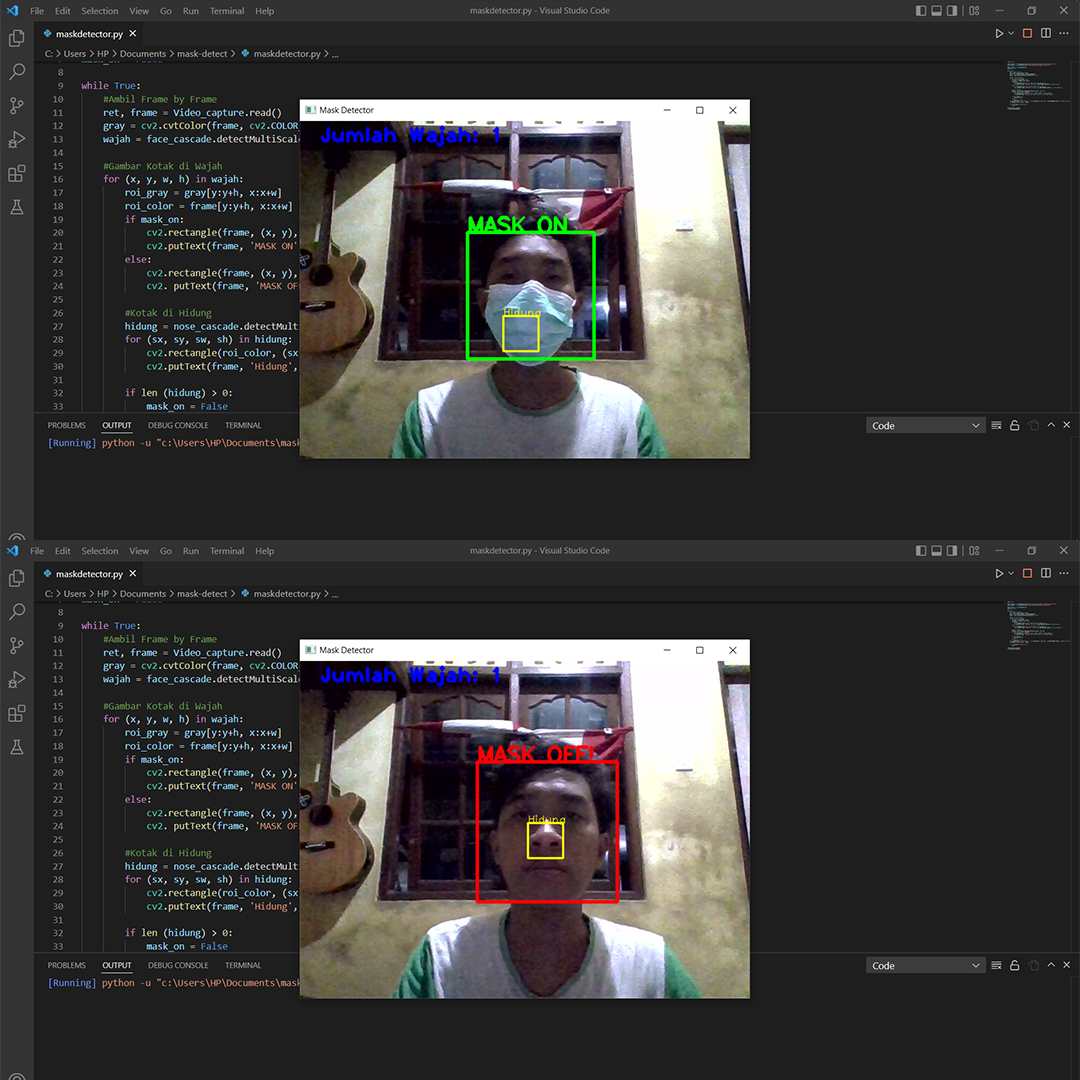 File Edit Selection View Go Run Terminal Help
maskdetector.py - Visual Studio Code
maskdetector.py
C: > Users > HP > Documents > mask-detect > maskdetector.py > ...
8
9 while True:
10 #Ambil Frame by Frame
11 ret, frame = Video_capture.read()
12 gray = cv2.cvtColor(frame, cv2.COLOR
13 wajah = face_cascade.detectMultiScal
14
15 #Gambar Kotak di Wajah
16 for (x, y, w, h) in wajah:
17 roi_gray = gray[y:y+h, x:x+w]
18 roi_color = frame[y:y+h, x:x+w]
19 if mask_on:
20 cv2.rectangle(frame, (x, y),
21 cv2.putText(frame, 'MASK ON'
22 else:
23 cv2.rectangle(frame, (x, y),
24 cv2. putText(frame, 'MASK OF
25
26 #Kotak di Hidung
27 hidung = nose_cascade.detectMult
28 for (sx, sy, sw, sh) in hidung:
29 cv2.rectangle(roi_color, (sx
30 cv2.putText(frame, 'Hidung',
31
32 if len (hidung) > 0:
33 mask_on = False
Mask Detector
Jumlah Wajah: 1
MASK ON
Hidung
PROBLEMS OUTPUT DEBUG CONSOLE TERMINAL
Code
[Running] python -u "c:\Users\HP\Documents\mask
File Edit Selection View Go Run Terminal Help
maskdetector.py - Visual Studio Code
maskdetector.py
C: > Users > HP > Documents > mask-detect > maskdetector.py > ...
8
9 while True:
10 #Ambil Frame by Frame
11 ret, frame = Video_capture.read()
12 gray = cv2.cvtColor(frame, cv2.COLOR
13 wajah = face_cascade.detectMultiScal
14
15 #Gambar Kotak di Wajah
16 for (x, y, w, h) in wajah:
17 roi_gray = gray[y:y+h, x:x+w]
18 roi_color = frame[y:y+h, x:x+w]
19 if mask_on:
20 cv2.rectangle(frame, (x, y),
21 cv2.putText(frame, 'MASK ON'
22 else:
23 cv2.rectangle(frame, (x, y),
24 cv2. putText(frame, 'MASK OF
25
26 #Kotak di Hidung
27 hidung = nose_cascade.detectMult
28 for (sx, sy, sw, sh) in hidung:
29 cv2.rectangle(roi_color, (sx
30 cv2.putText(frame, 'Hidung',
31
32 if len (hidung) > 0:
33 mask_on = False
Mask Detector
Jumlah Wajah: 1
MASK OFF!
Hidung
PROBLEMS OUTPUT DEBUG CONSOLE TERMINAL
Code
[Running] python -u "c:\Users\HP\Documents\mask